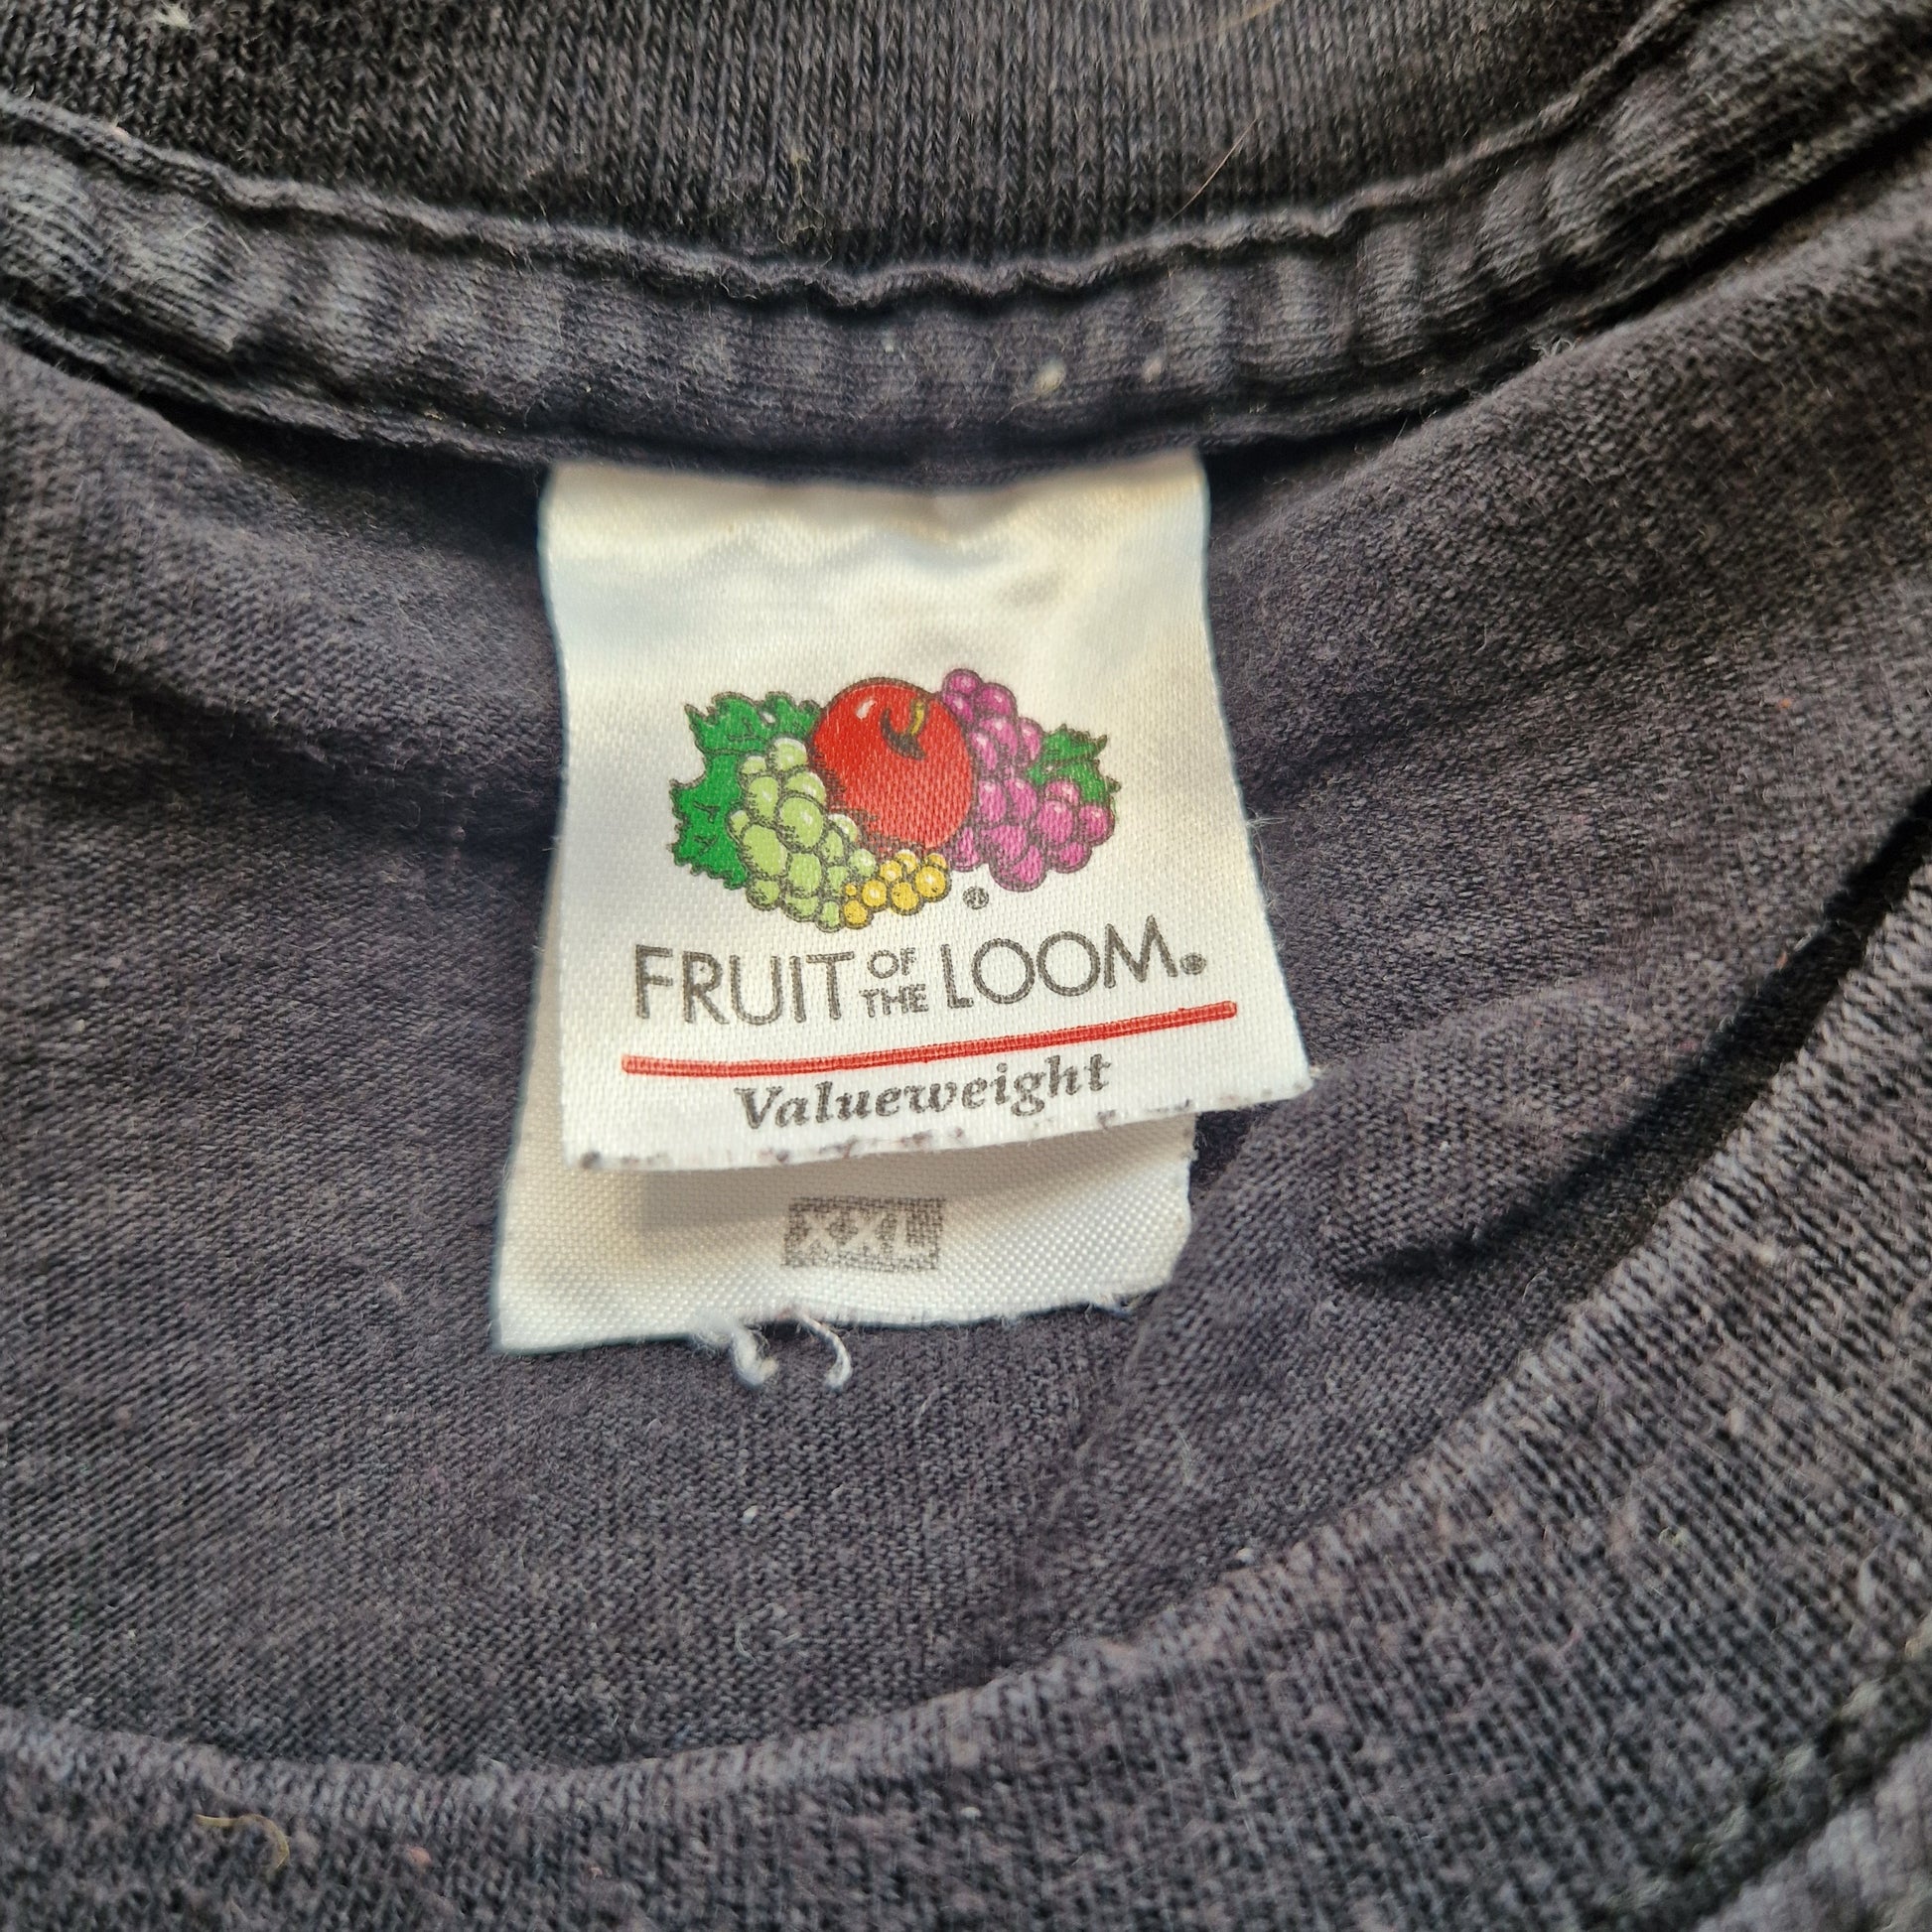 FRUIT OF THE LOOM.
Valueweight
XXL